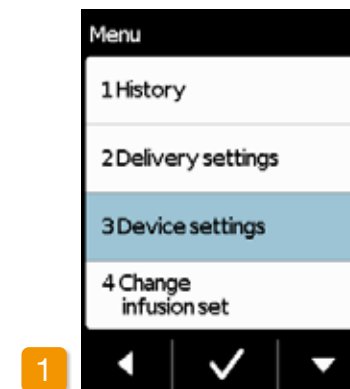 Menu
1 History
2 Delivery settings
3 Device settings
4 Change
infusion set
1